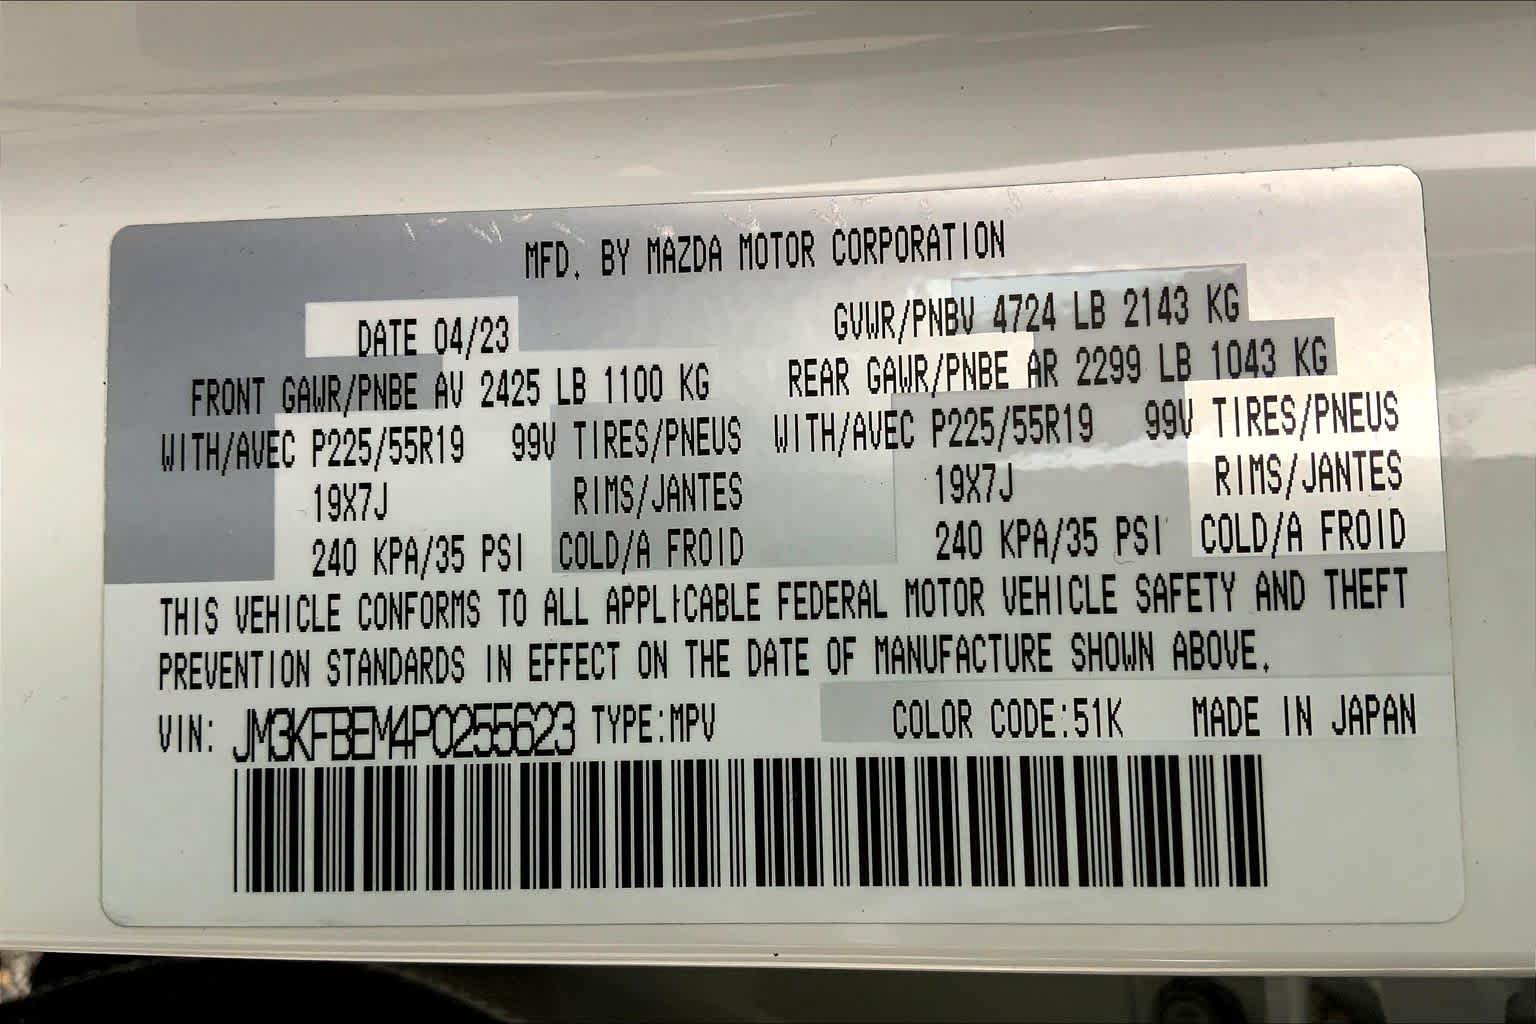 MFD. BY MAZDA MOTOR CORPORATION
DATE 04/23 GVWR/PNBV 4724 LB 2143 KG
FRONT GAWR/PNBE AV 2425 LB 1100 KG REAR GAWR/PNBE AR 2299 LB 1043 KG
WITH/AVEC P225/55R19 99V TIRES/PNEUS WITH/AVEC P225/55R19 99V TIRES/PNEUS
19X7J RIMS/JANTES 19X7J RIMS/JANTES
240 KPA/35 PSI COLD/A FROID 240 KPA/35 PSI COLD/A FROID
THIS VEHICLE CONFORMS TO ALL APPLICABLE FEDERAL MOTOR VEHICLE SAFETY AND THEFT
PREVENTION STANDARDS IN EFFECT ON THE DATE OF MANUFACTURE SHOWN ABOVE.
VIN: JM3KFBEM4P0255623 TYPE:MPV COLOR CODE:51K MADE IN JAPAN